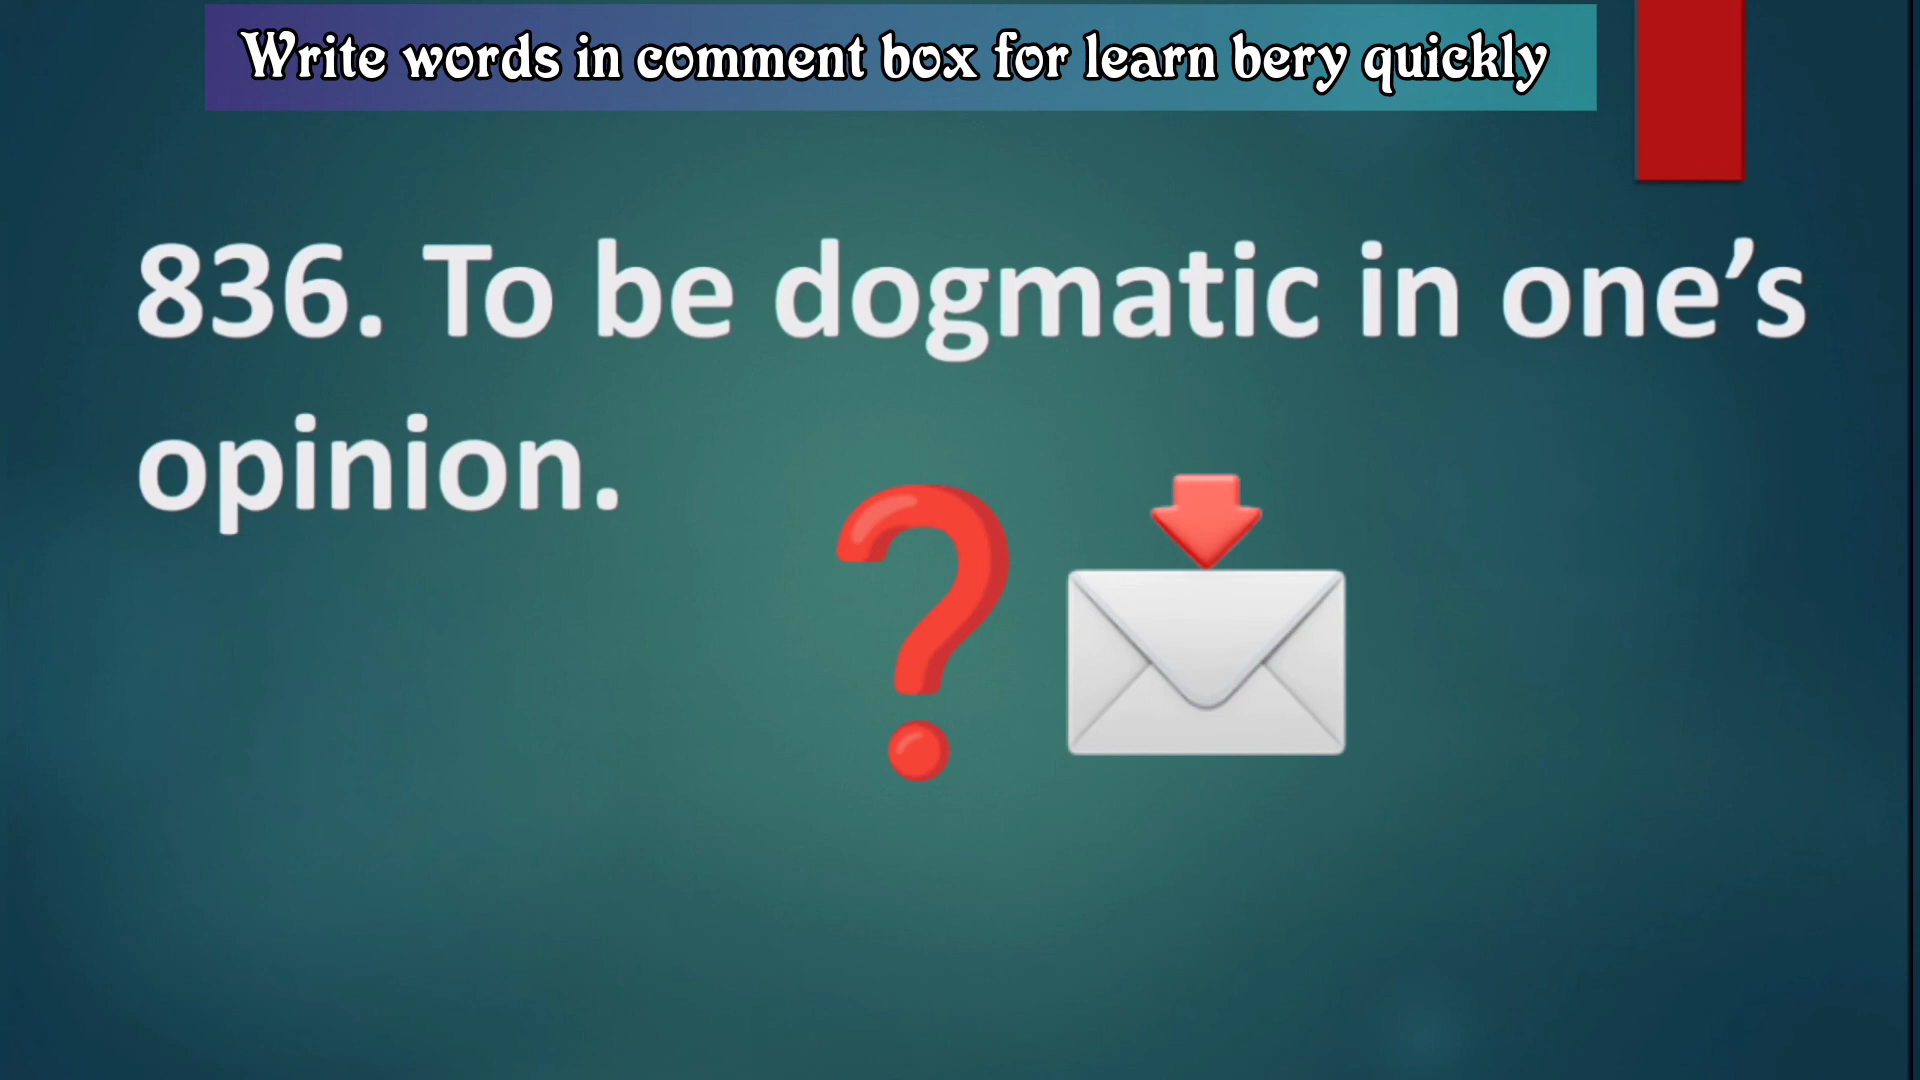 Write words in comment box for learn bery quickly
836. To be dogmatic in one’s
opinion.